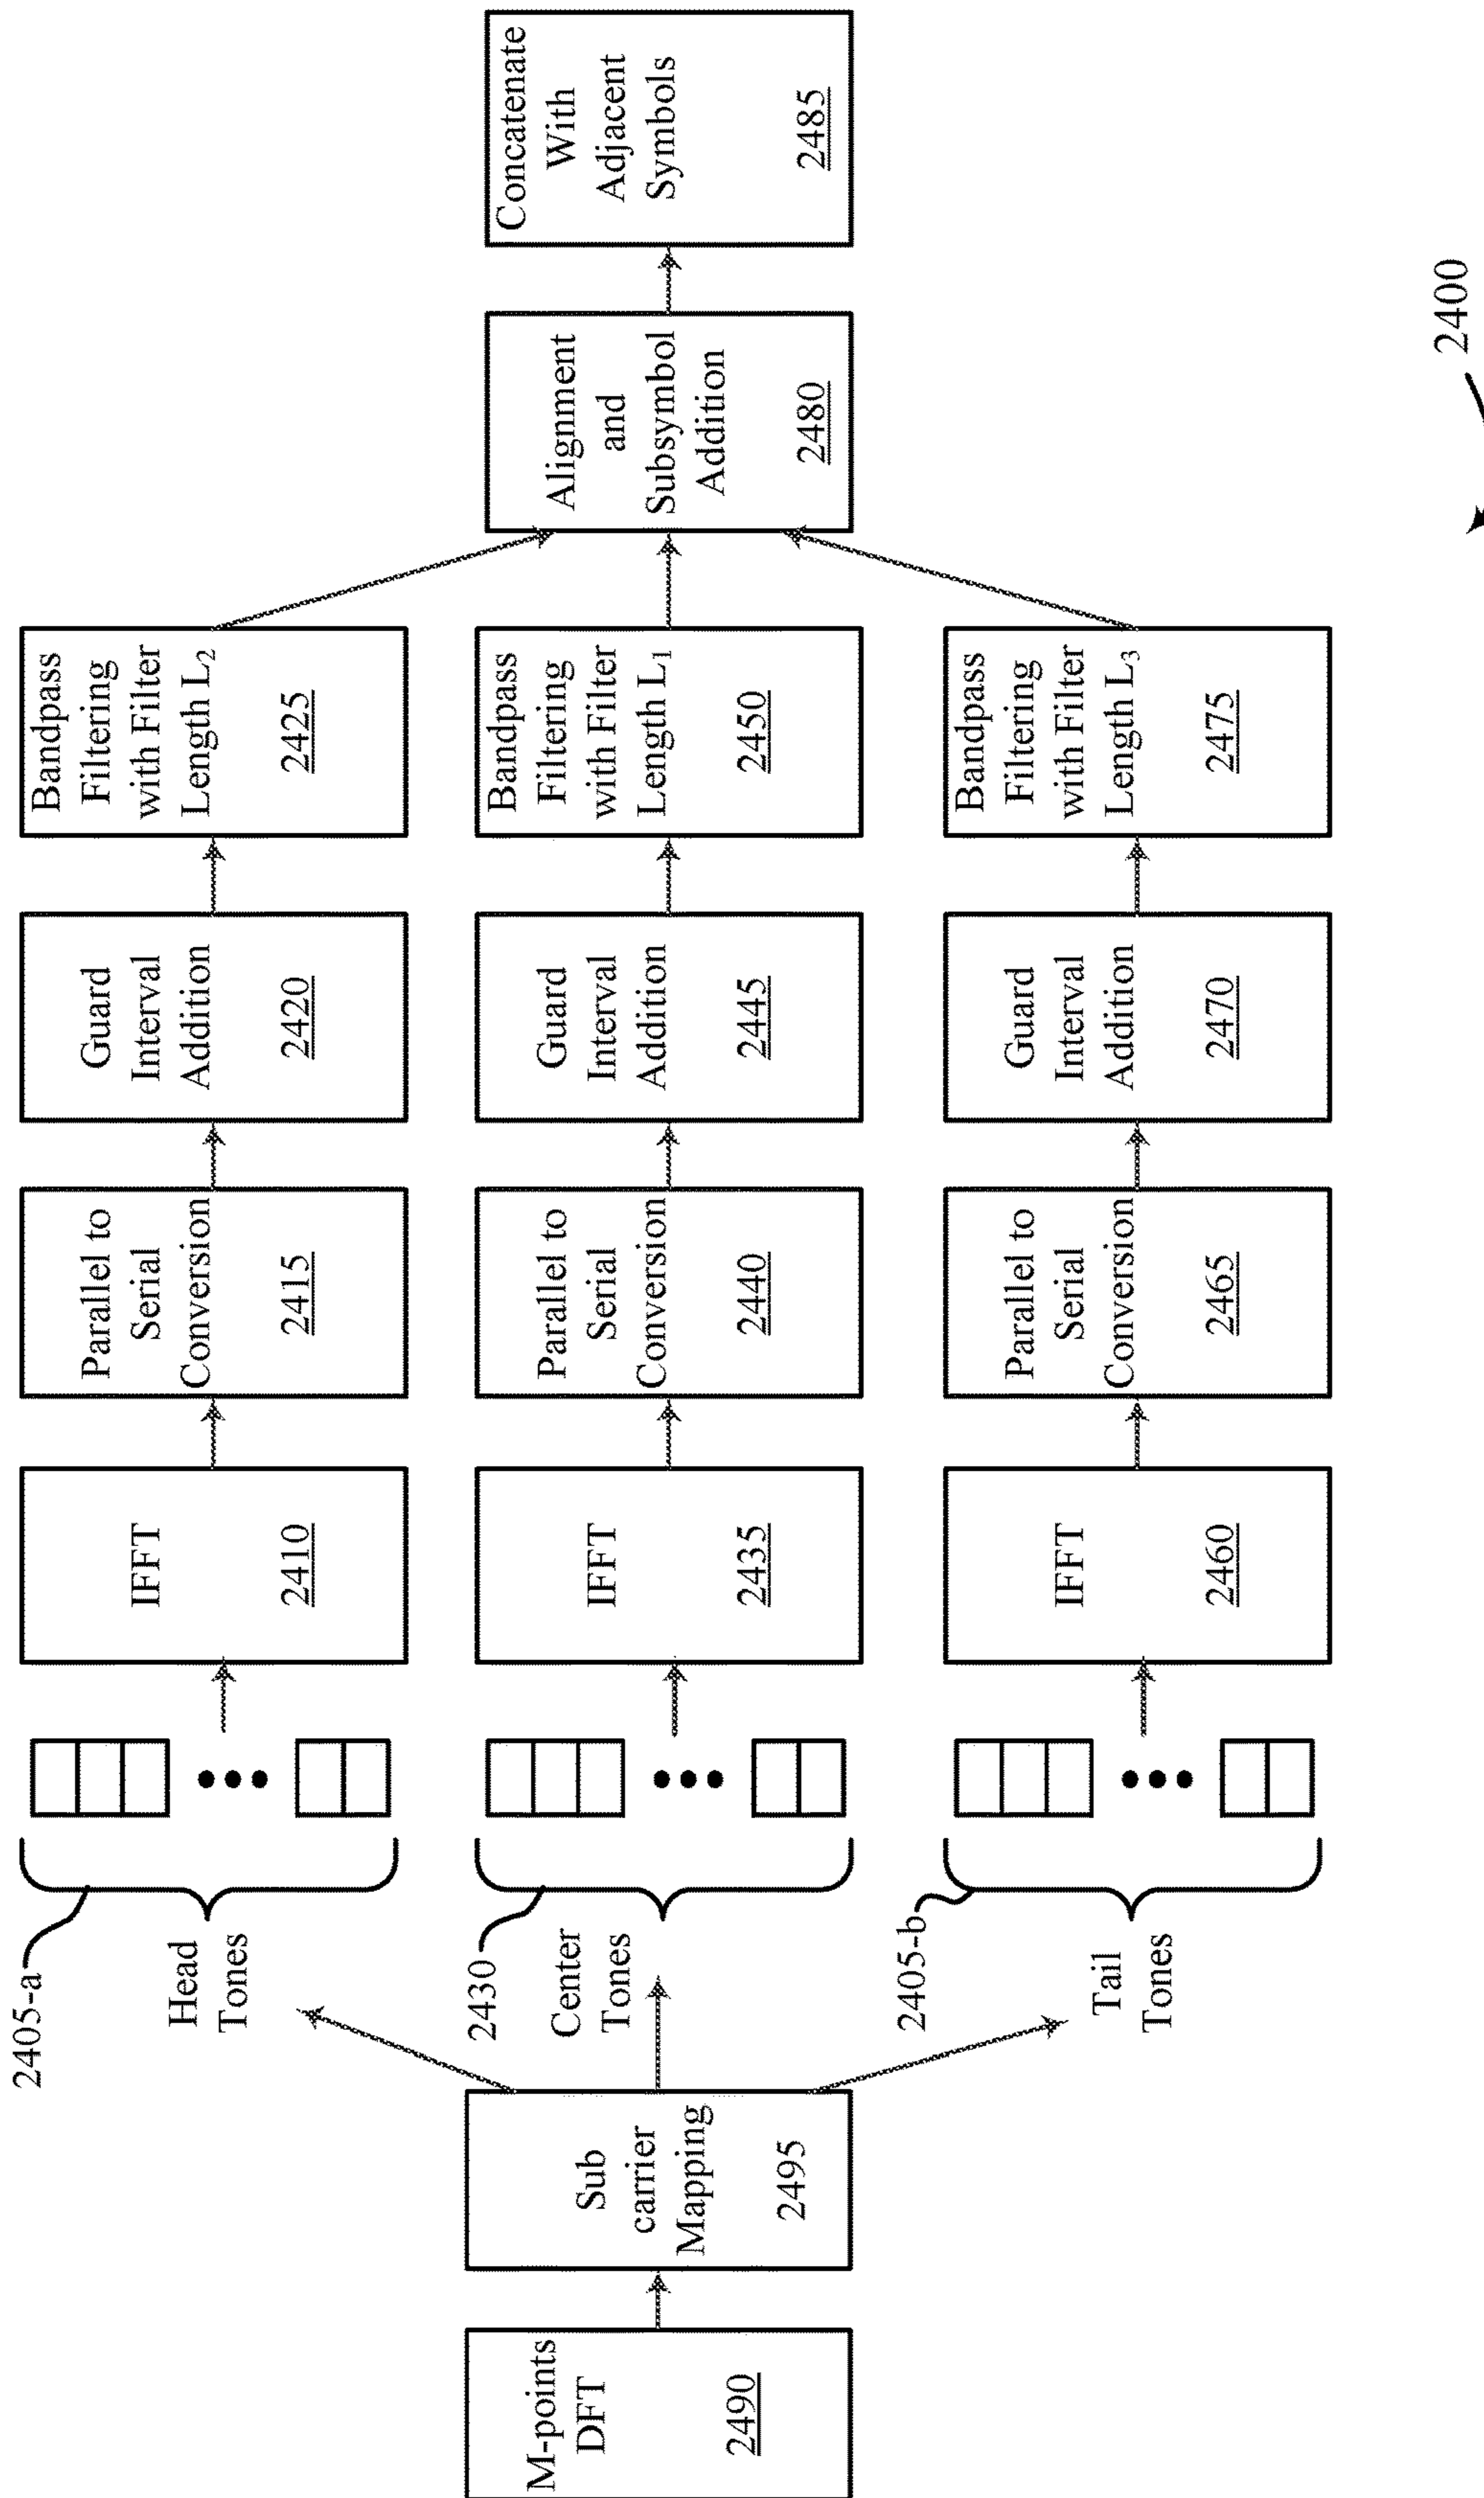 M-points
DFT
2490
Sub
carrier
Mapping
2495
2405-a
Head
Tones
2430
Center
Tones
2405-b
Tail
Tones
IFFT
2410
Parallel to
Serial
Conversion
2415
Guard
Interval
Addition
2420
Bandpass
Filtering
with Filter
Length L₂
2425
IFFT
2435
Parallel to
Serial
Conversion
2440
Guard
Interval
Addition
2445
Bandpass
Filtering
with Filter
Length L₁
2450
IFFT
2460
Parallel to
Serial
Conversion
2465
Guard
Interval
Addition
2470
Bandpass
Filtering
with Filter
Length L₃
2475
Alignment
and
Subsymbol
Addition
2480
Concatenate
With
Adjacent
Symbols
2485
2400